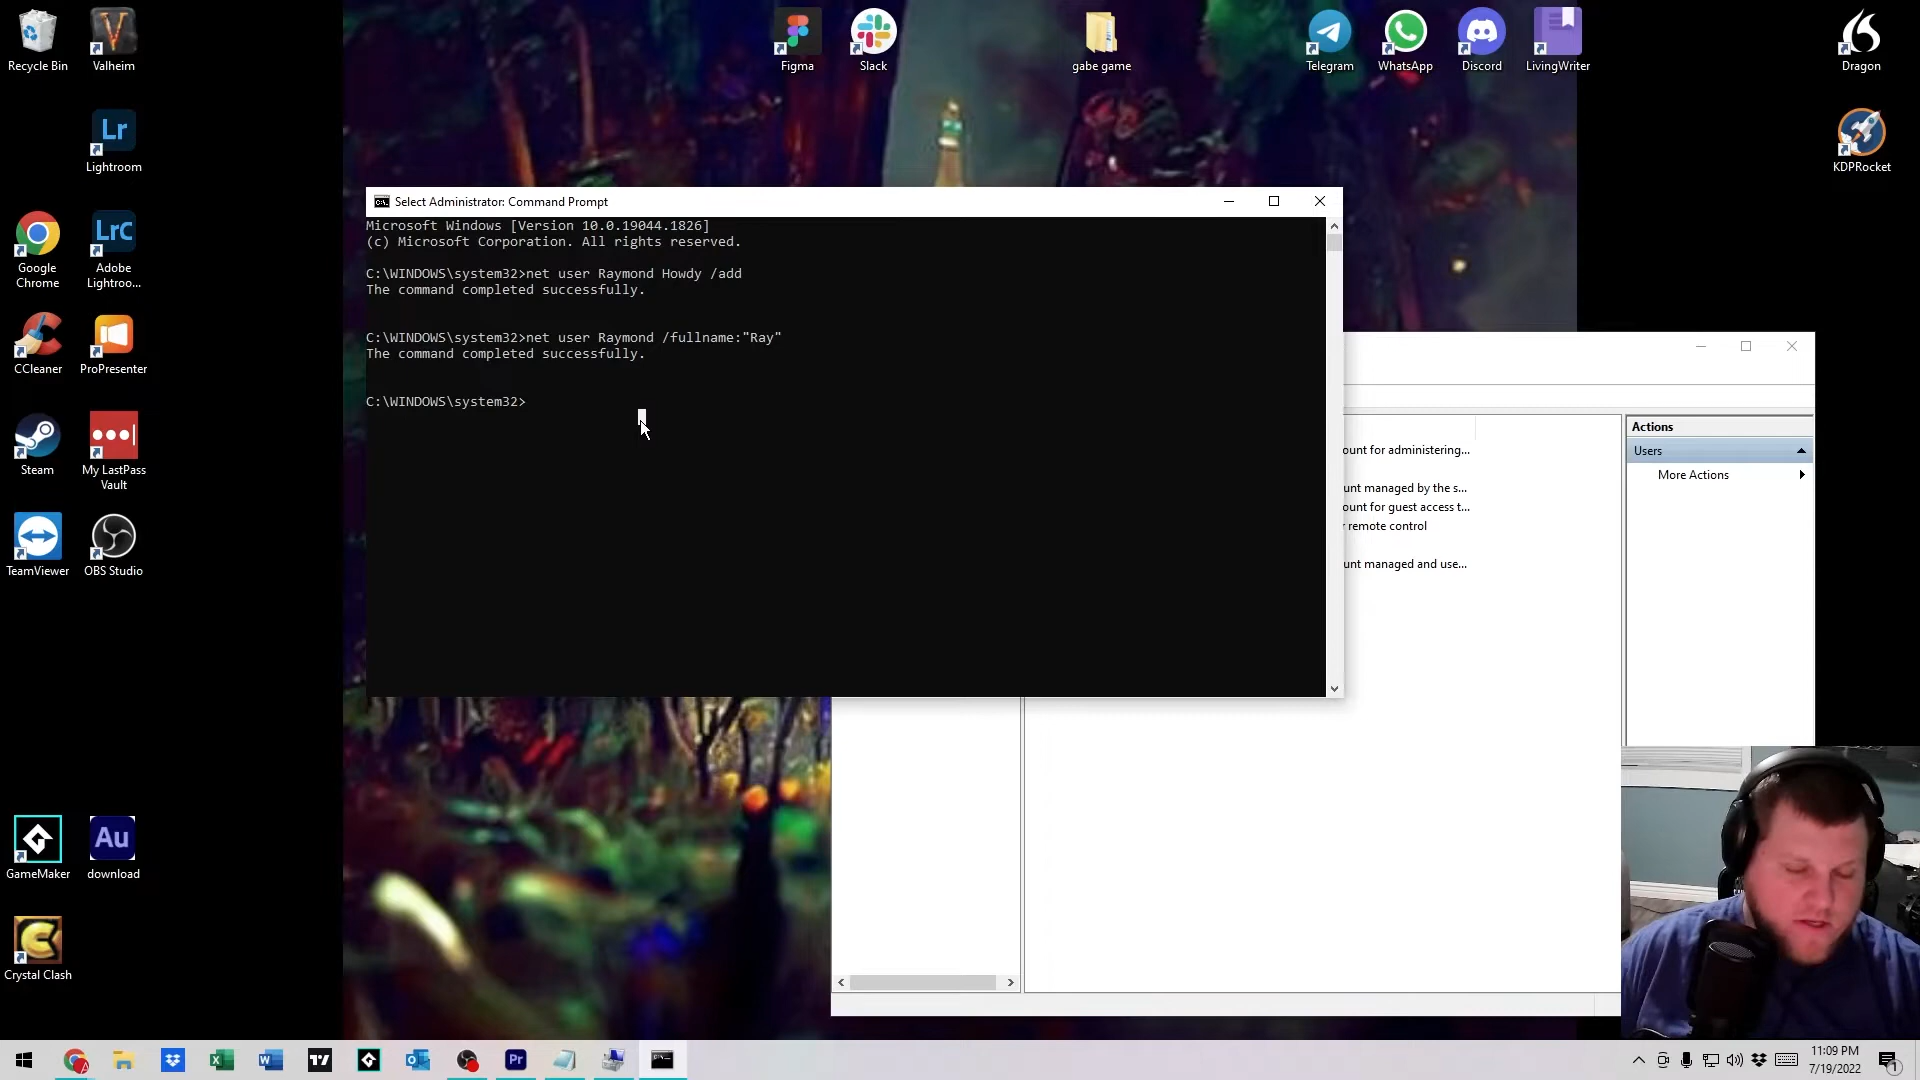 Recycle Bin
Valheim
Figma
Slack
gabe game
Telegram
WhatsApp
Discord
LivingWriter
Dragon
Lr
Lightroom
KDPRocket
Google
Chrome
LrC
Adobe
Lightroo...
CCleaner
ProPresenter
Steam
My LastPass
Vault
TeamViewer
OBS Studio
GameMaker
Au
download
Crystal Clash
Select Administrator: Command Prompt
Microsoft Windows [Version 10.0.19044.1826]
(c) Microsoft Corporation. All rights reserved.
C:\WINDOWS\system32>net user Raymond Howdy /add
The command completed successfully.
C:\WINDOWS\system32>net user Raymond /fullname:"Ray"
The command completed successfully.
C:\WINDOWS\system32>
ount for administering...
unt managed by the s...
ount for guest access t...
r remote control
unt managed and use...
Actions
Users
More Actions
Pr
11:09 PM
7/19/2022
1